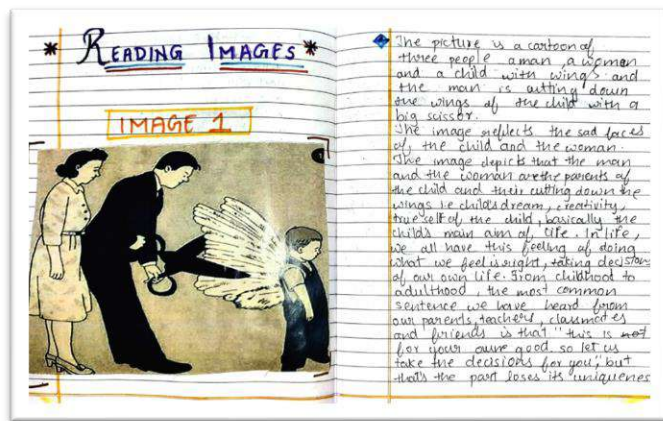 * READING IMAGES *
IMAGE 1
The picture is a cartoon of
three people a man, a women
and a child with wings and
the man is cutting down
the wings of the child with a
big scissor.
The image reflects the sad faces
of, the child and the woman.
The image depicts that the man
and the woman are the parents of
the child and their cutting down the
wings i.e child's dream, creativity,
true self of the child, basically the
childs main aim of life. In life,
we all have this feeling of doing
what we feel is right, taking decision
of our own life. From childhood to
adulthood, the most common
sentence we have heard from
our parents, teachers, classmates
and friends is that "this is not
for your own good. so let us
take the decisions for you", but
that's the part loses its uniquenes